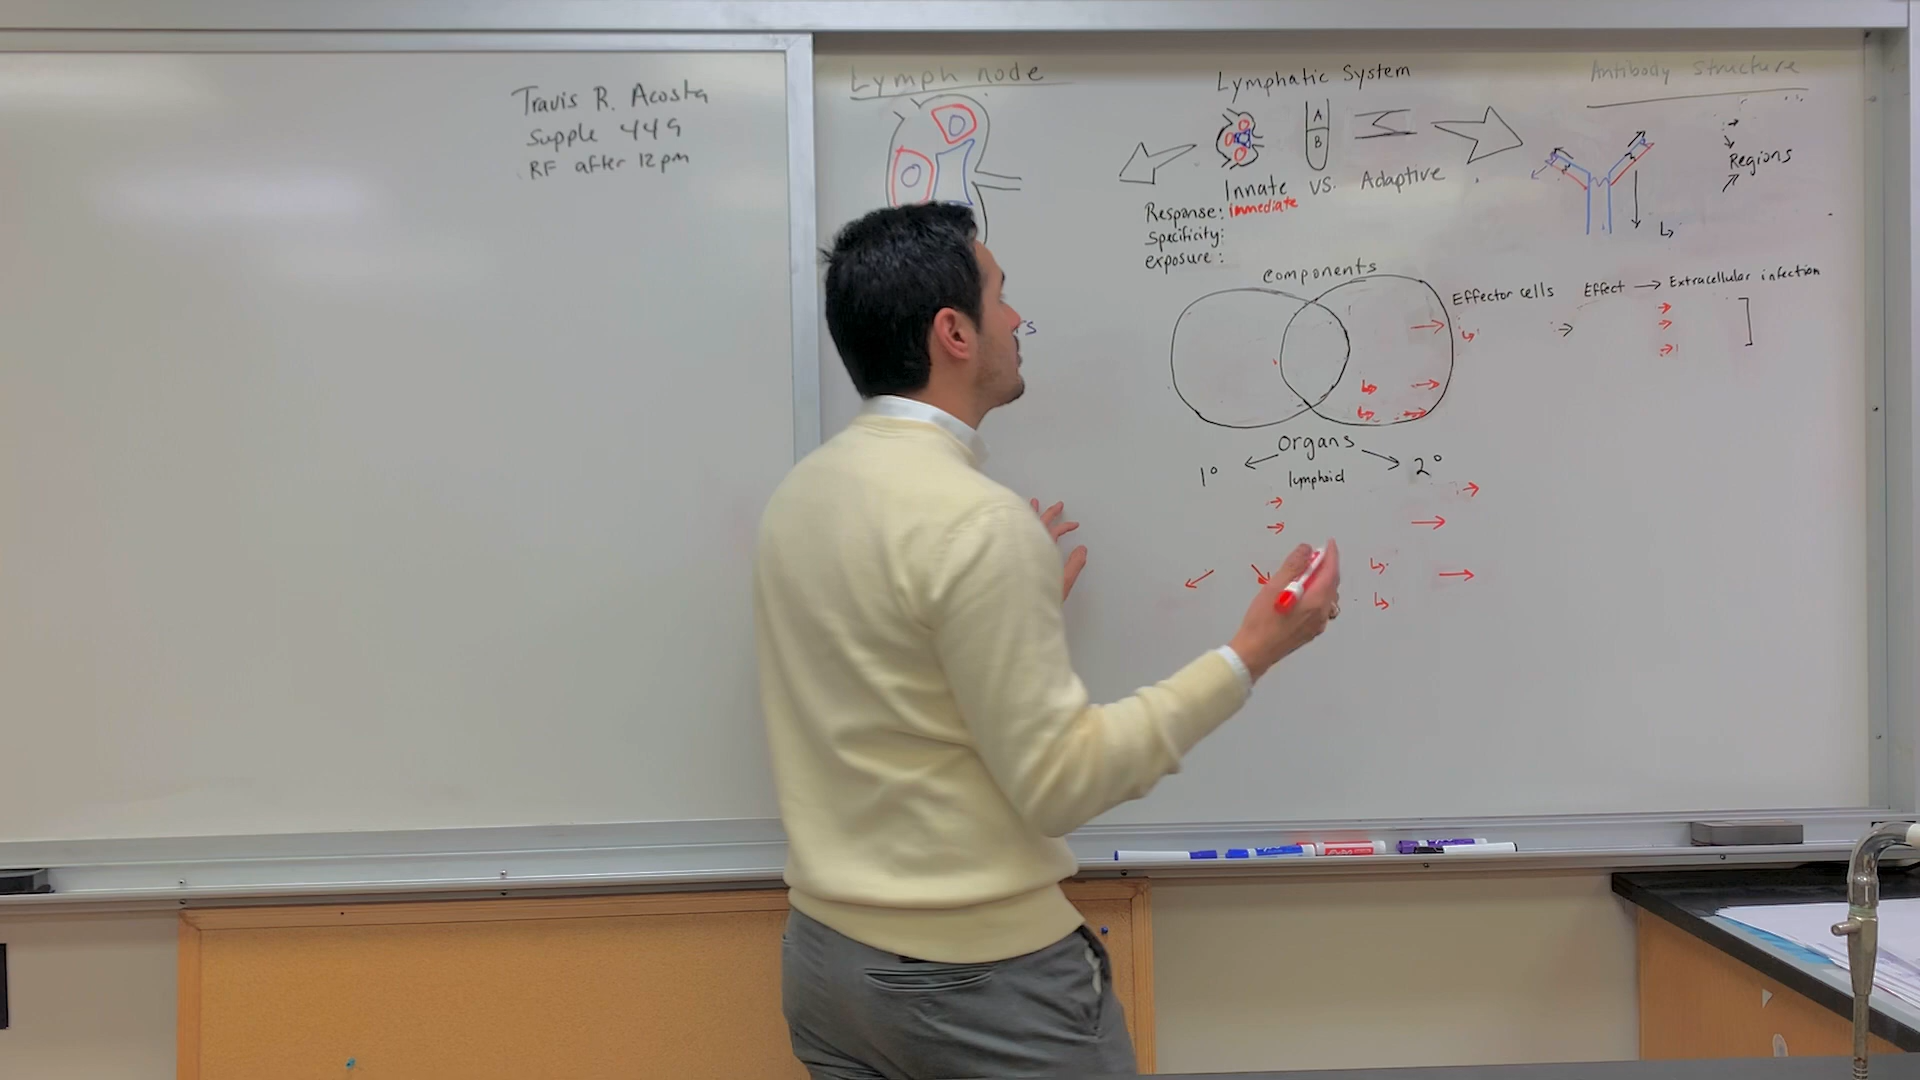 Travis R. Acosta
Supple 449
RF after 12pm
Lymph node
Lymphatic System
A
B
Innate vs. Adaptive
Response: immediate
Specificity:
exposure:
Components
Effector cells
Effect → Extracellular infection
Organs
1° 2°
lymphoid
Antibody Structure
Regions